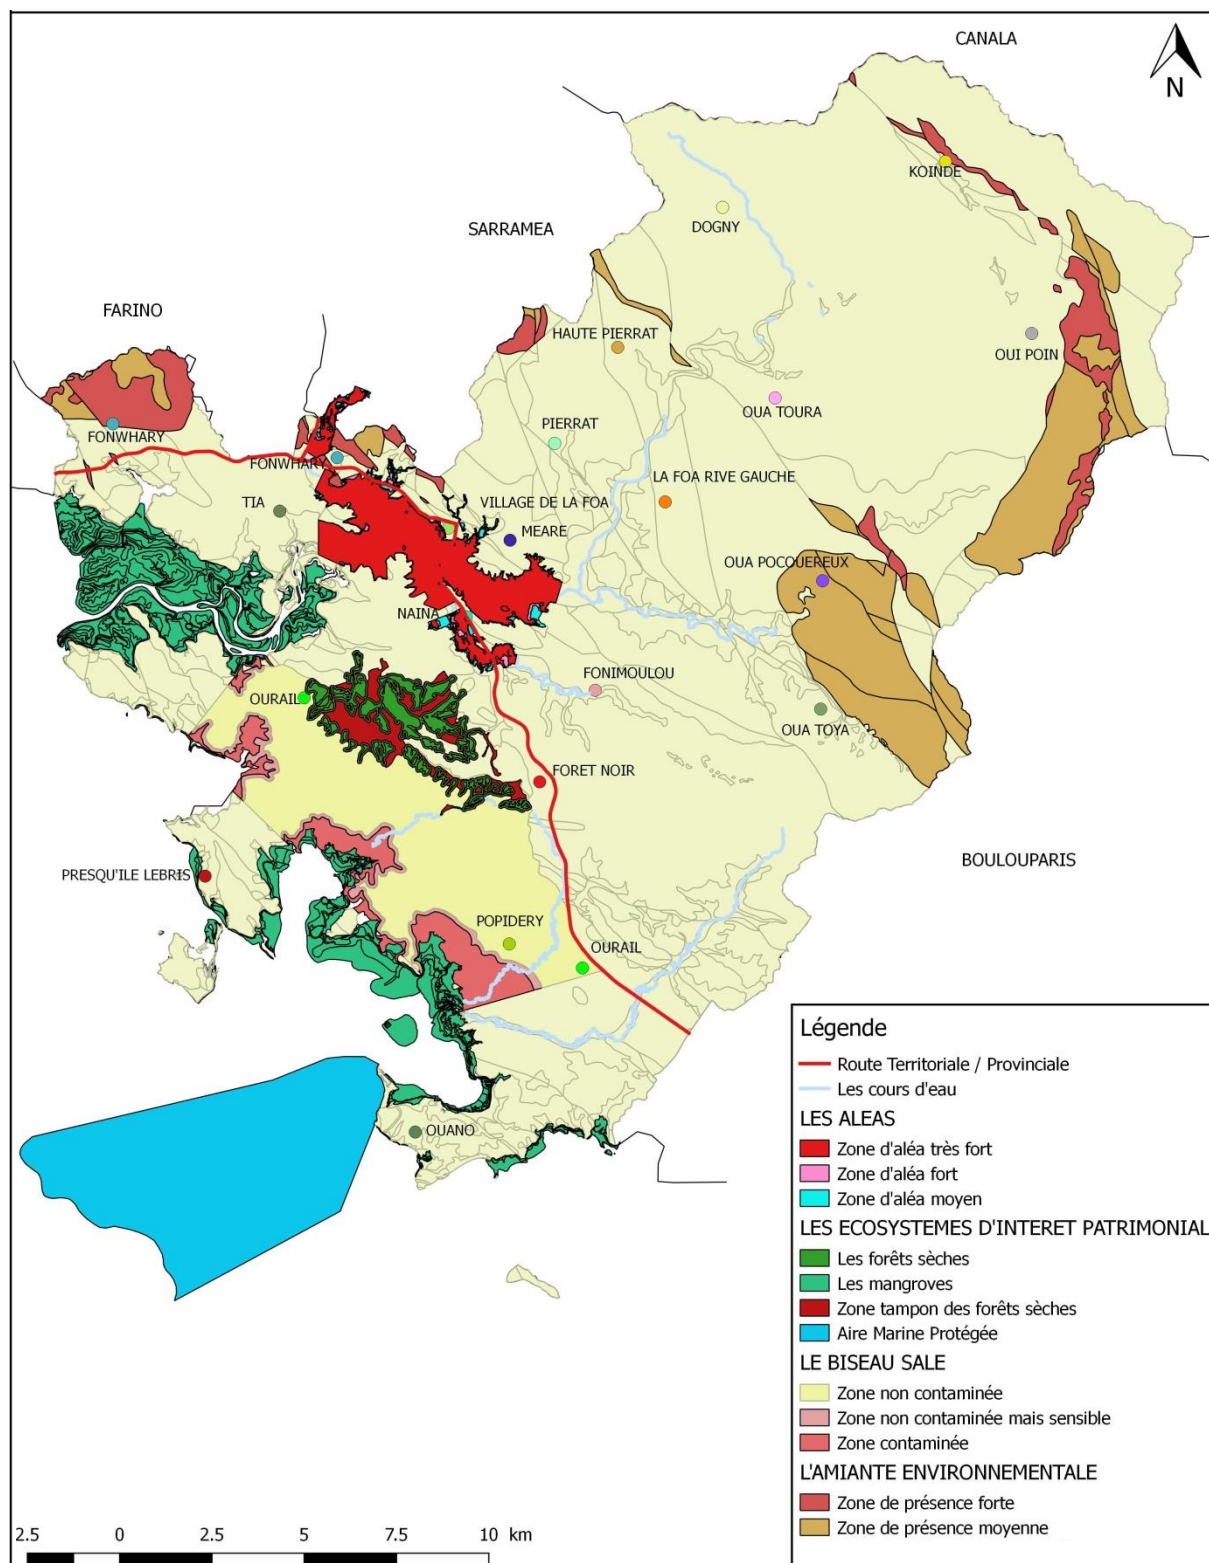 CANALA
N
KOINDE
DOGNY
SARRAMEA
FARINO
HAUTE PIERRAT
OUI POIN
OUA TOURA
FONWHARY
PIERRAT
FONWHARY
LA FOA RIVE GAUCHE
TIA
VILLAGE DE LA FOA
MEARE
OUA POCQUEREUX
NAINA
FONIMOULOU
OURAIL
OUA TOYA
FORET NOIR
BOULOUPARIS
PRESQU'ILE LEBRIS
POPIDERY
OURAIL
OUANO
Légende
Route Territoriale / Provinciale
Les cours d'eau
LES ALEAS
Zone d'aléa très fort
Zone d'aléa fort
Zone d'aléa moyen
LES ECOSYSTEMES D'INTERET PATRIMONIAL
Les forêts sèches
Les mangroves
Zone tampon des forêts sèches
Aire Marine Protégée
LE BISEAU SALE
Zone non contaminée
Zone non contaminée mais sensible
Zone contaminée
L'AMIANTE ENVIRONNEMENTALE
Zone de présence forte
Zone de présence moyenne
2.5 0 2.5 5 7.5 10 km